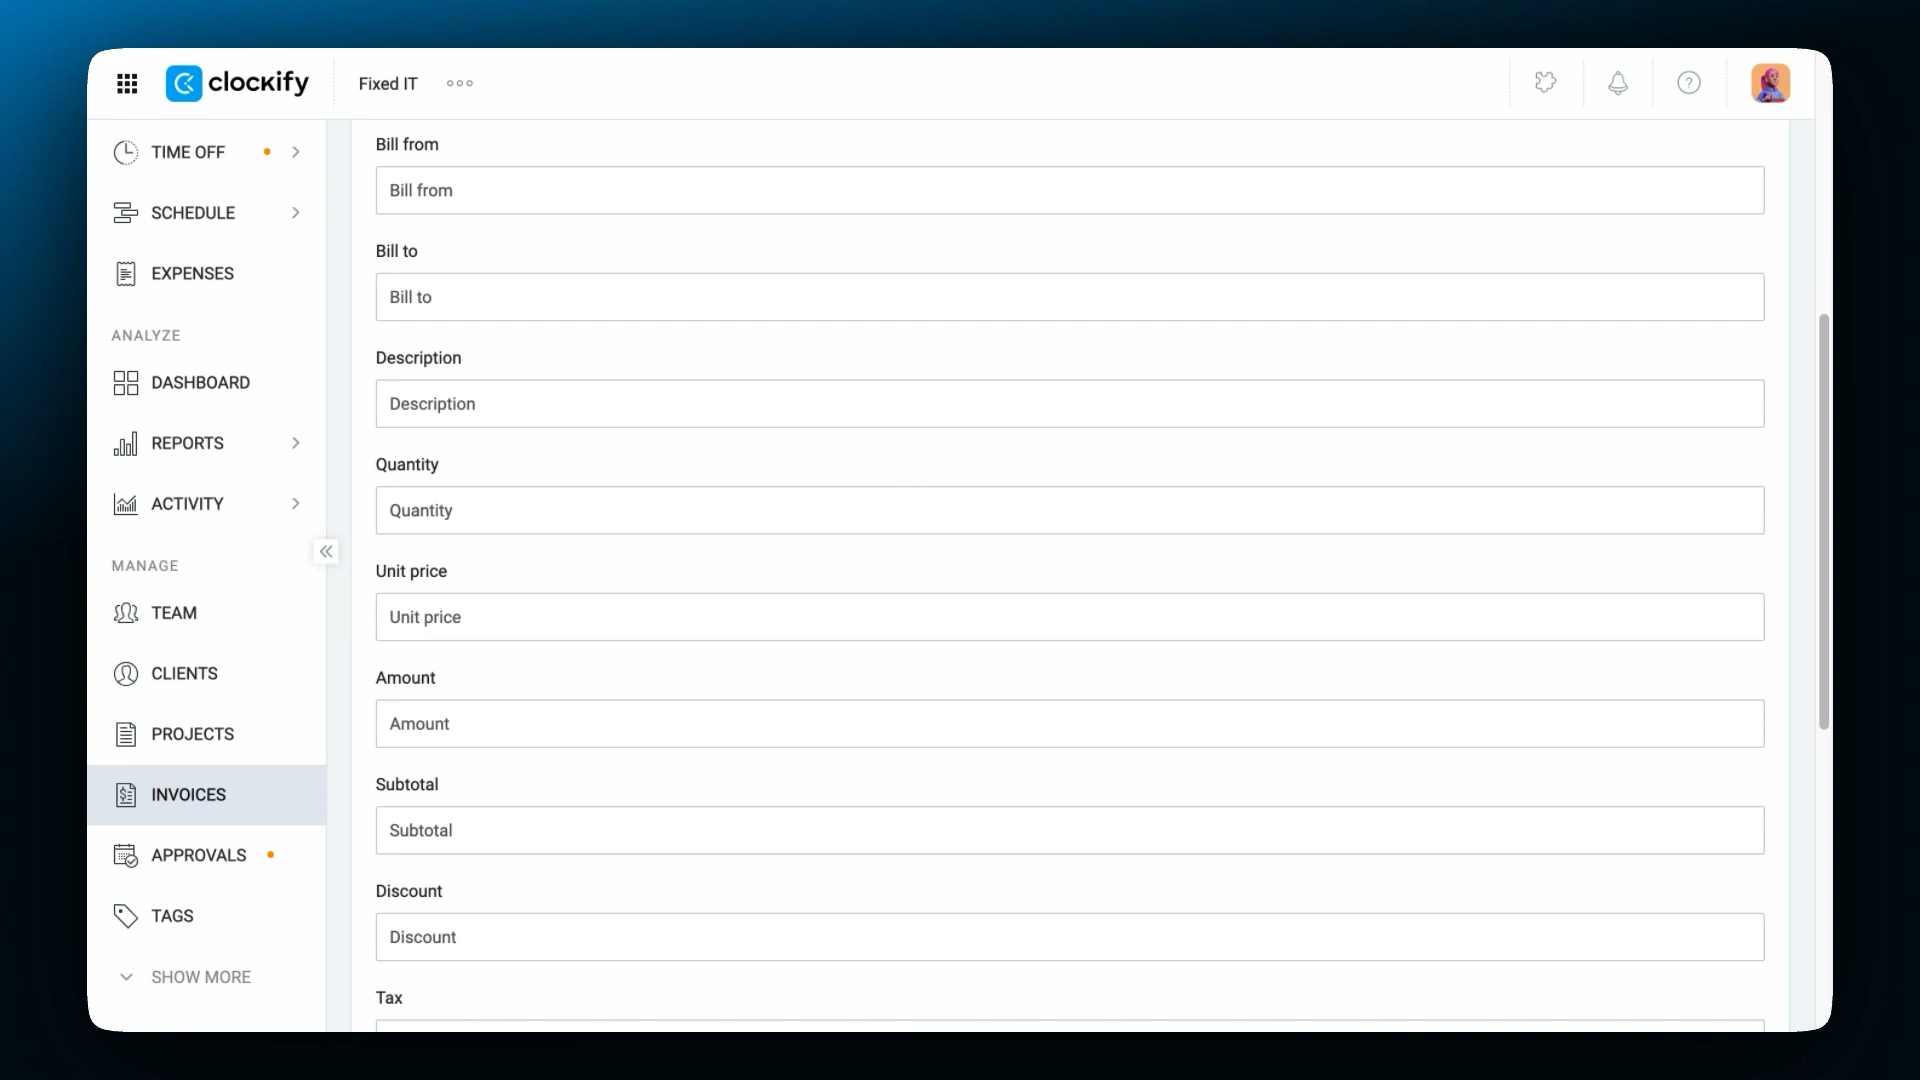 clockify
Fixed IT
TIME OFF
SCHEDULE
EXPENSES
ANALYZE
DASHBOARD
REPORTS
ACTIVITY
MANAGE
TEAM
CLIENTS
PROJECTS
INVOICES
APPROVALS
TAGS
SHOW MORE
Bill from
Bill from
Bill to
Bill to
Description
Description
Quantity
Quantity
Unit price
Unit price
Amount
Amount
Subtotal
Subtotal
Discount
Discount
Tax